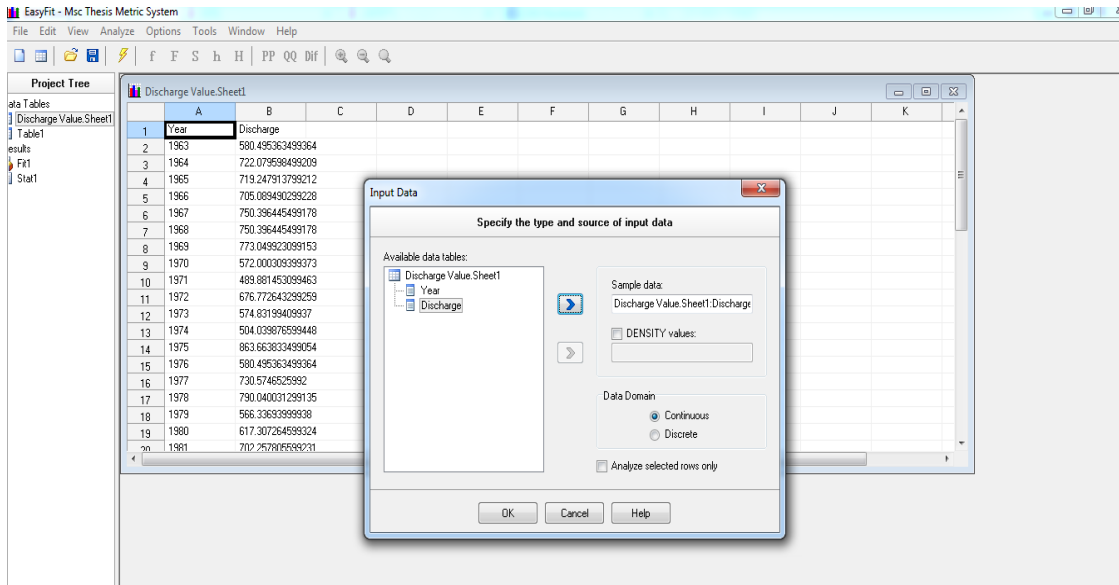 EasyFit - Msc Thesis Metric System
File Edit View Analyze Options Tools Window Help
f F S h H PP QQ Dif
Project Tree
ata Tables
Discharge Value.Sheet1
Table1
esults
Fit1
Stat1
Discharge Value.Sheet1
A B C D E F G H I J K
1 Year Discharge
2 1963 580.495363499364
3 1964 722.079598499209
4 1965 719.247913799212
5 1966 705.089490299228
6 1967 750.396445499178
7 1968 750.396445499178
8 1969 773.049923099153
9 1970 572.000309399373
10 1971 489.881453099463
11 1972 676.772643299259
12 1973 574.83199409937
13 1974 504.039876599448
14 1975 863.663833499054
15 1976 580.495363499364
16 1977 730.5746525992
17 1978 790.040031299135
18 1979 566.33693999938
19 1980 617.307264599324
20 1981 702.257805599231
Input Data
Specify the type and source of input data
Available data tables:
Discharge Value.Sheet1
Year
Discharge
Sample data:
Discharge Value.Sheet1:Discharge
DENSITY values:
Data Domain
Continuous
Discrete
Analyze selected rows only
OK Cancel Help